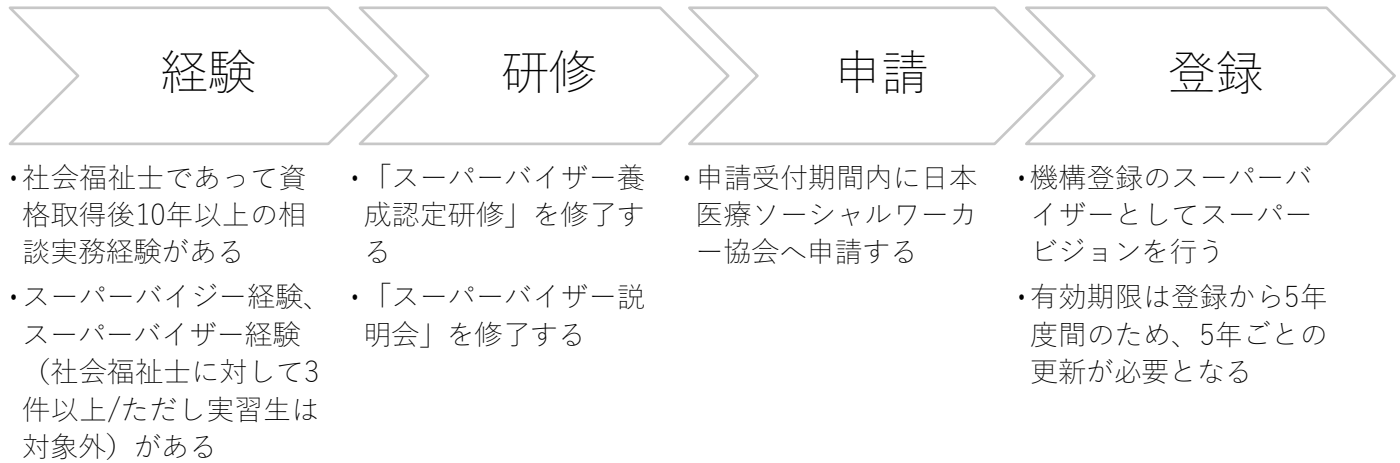 経験
・社会福祉士であって資
格取得後10年以上の相
談実務経験がある
・スーパーバイジー経験、
スーパーバイザー経験
（社会福祉士に対して3
件以上/ただし実習生は
対象外）がある
研修
・「スーパーバイザー養
成認定研修」を修了す
る
・「スーパーバイザー説
明会」を修了する
申請
・申請受付期間内に日本
医療ソーシャルワーカ
ー協会へ申請する
登録
・機構登録のスーパーバ
イザーとしてスーパー
ビジョンを行う
・有効期限は登録から5年
度間のため、5年ごとの
更新が必要となる